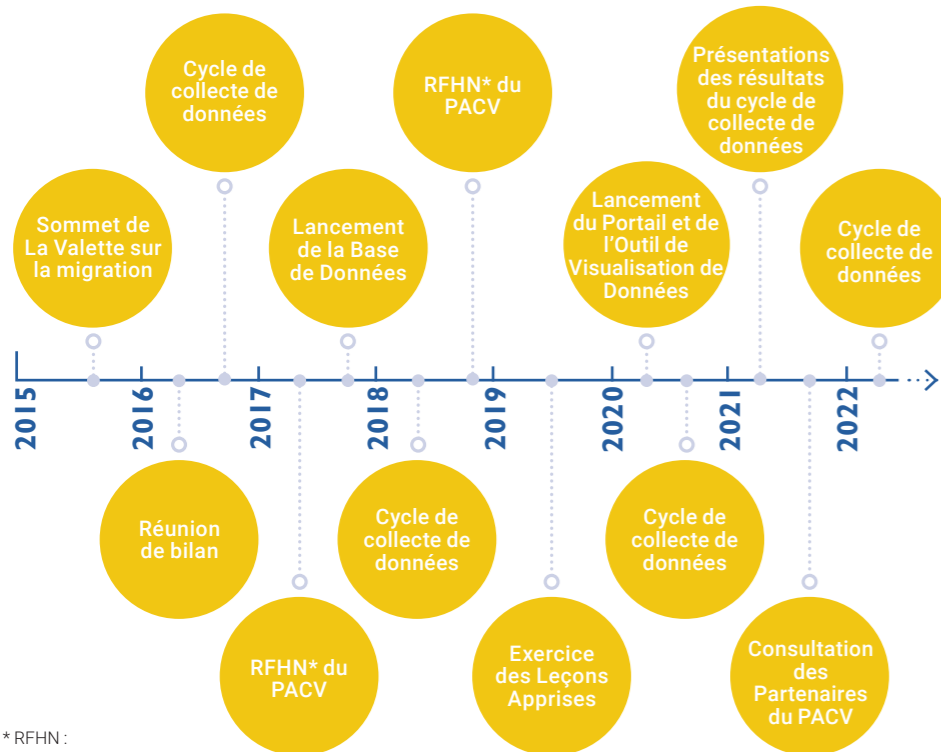 Cycle de
collecte de
données
RFHN* du
PACV
Présentations
des résultats
du cycle de
collecte de
données
Sommet de
La Valette sur
la migration
Lancement
de la Base
de Données
Lancement
du Portail et de
l’Outil de
Visualisation de
Données
Cycle de
collecte de
données
2015
2016
2017
2018
2019
2020
2021
2022
Réunion
de bilan
Cycle de
collecte de
données
Cycle de
collecte de
données
RFHN* du
PACV
Exercice
des Leçons
Apprises
Consultation
des
Partenaires
du PACV
* RFHN :